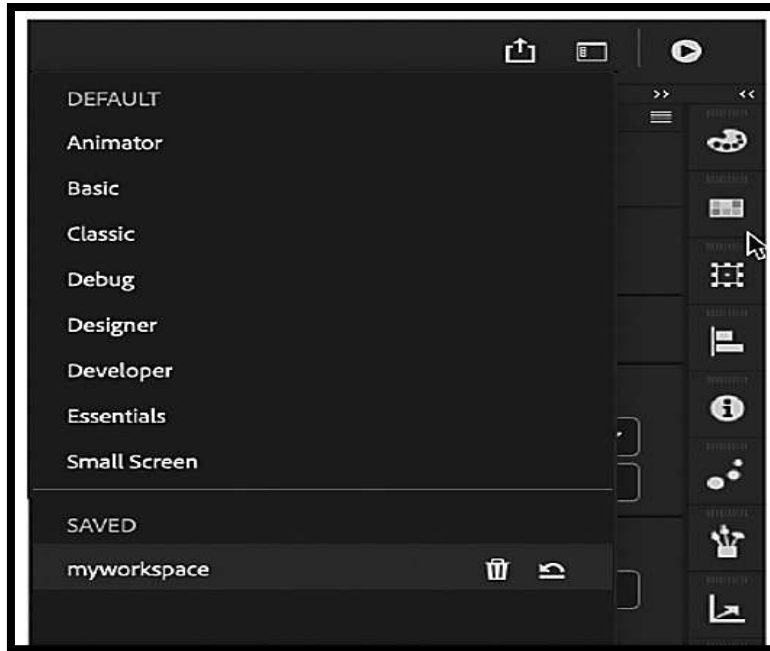 DEFAULT
Animator
Basic
Classic
Debug
Designer
Developer
Essentials
Small Screen
SAVED
myworkspace